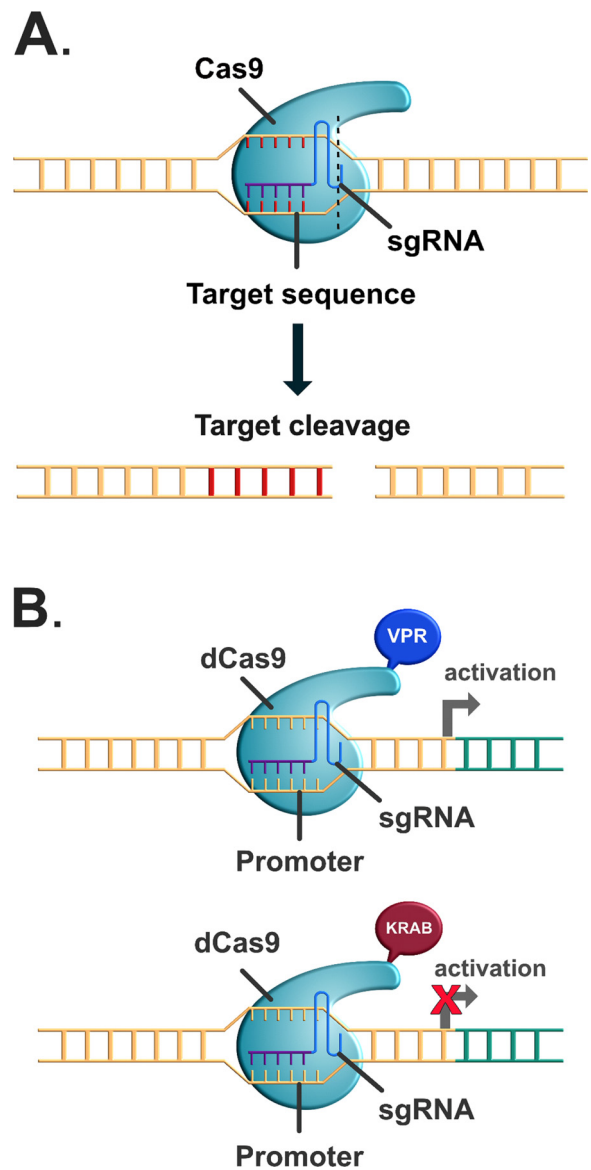 A.
Cas9
sgRNA
Target sequence
Target cleavage
B.
VPR
dCas9
activation
sgRNA
Promoter
KRAB
dCas9
activation
X
sgRNA
Promoter